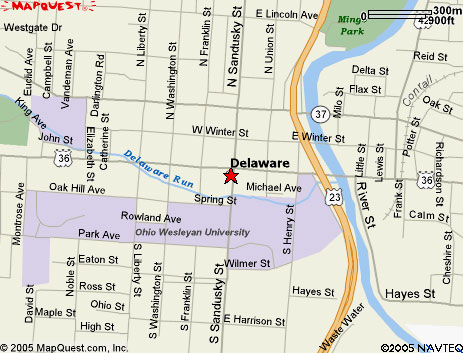 MAPQUEST
300m
900ft
Westgate Dr
E Lincoln Ave
Mingo
Park
N Liberty St
N Franklin St
N Sandusky St
N Union St
N Washington St
Euclid Ave
Campbell St
Vandeman Ave
Darlington Rd
Reid St
Delta St
Flax St
Milo St
Oak St
Potter St
37
King Ave
John St
Elizabeth St
Catherine St
W Winter St
E Winter St
36
Delaware Run
Delaware
36
Little St
Lewis St
Richardson St
Oak Hill Ave
Michael Ave
Spring St
23
River St
Frank St
Calm St
Montrose Ave
Rowland Ave
Ohio Wesleyan University
Park Ave
S Henry St
Eaton St
Wilmer St
Cheshire St
David St
Noble St
Ross St
S Liberty St
S Washington St
S Franklin St
S Sandusky St
Hayes St
Hayes St
Ohio St
Maple St
High St
E Harrison St
Waste Water
©2005 MapQuest.com, Inc.
©2005 NAVTEQ